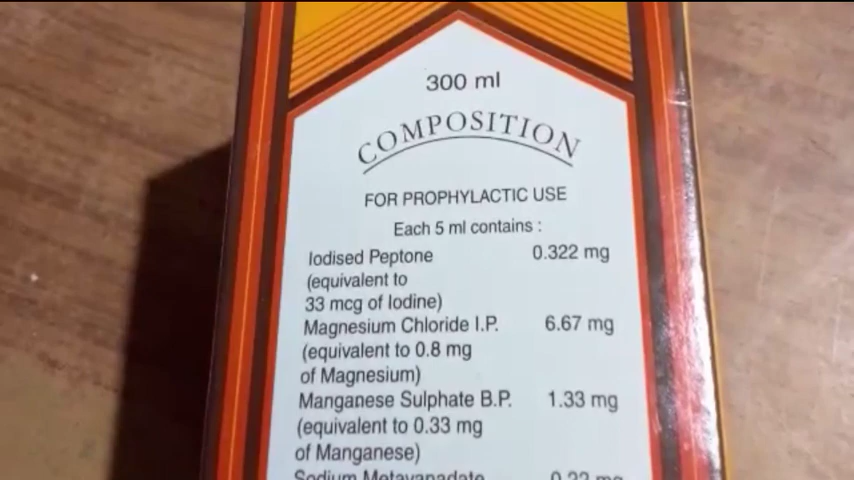 300 ml
COMPOSITION
FOR PROPHYLACTIC USE
Each 5 ml contains :
Iodised Peptone 0.322 mg
(equivalent to
33 mcg of Iodine)
Magnesium Chloride I.P. 6.67 mg
(equivalent to 0.8 mg
of Magnesium)
Manganese Sulphate B.P. 1.33 mg
(equivalent to 0.33 mg
of Manganese)
Sodium Metavanadate 0.22 mg